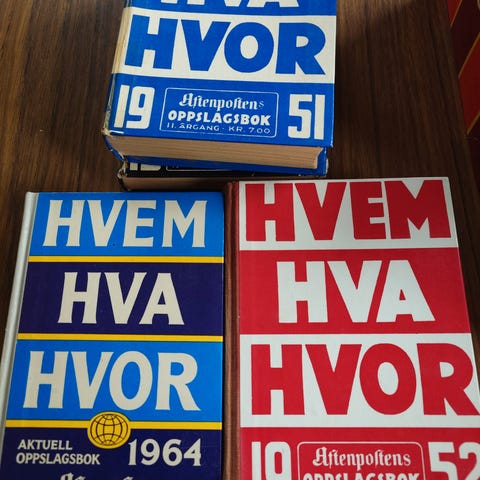 HVA
HVOR
19 Aftenpostens 51
OPPSLAGSBOK
11. ÅRGANG - KR. 7.00
HVEM
HVA
HVOR
AKTUELL
OPPSLAGSBOK
1964
HVEM
HVA
HVOR
19 Aftenpostens 52
OPPSLAGSBOK